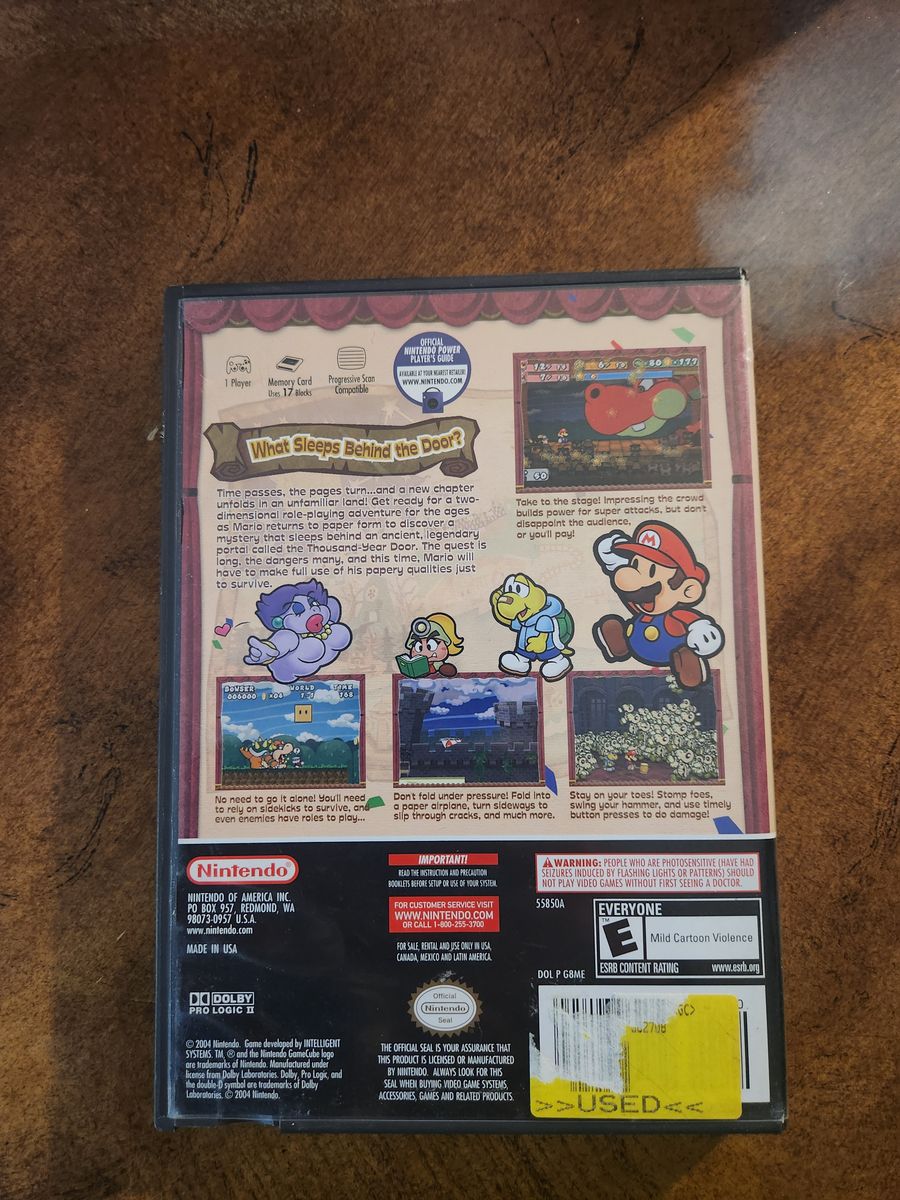 1 Player
Memory Card
Uses 17 Blocks
Progressive Scan
Compatible
OFFICIAL
NINTENDO POWER
PLAYER'S GUIDE
AVAILABLE AT YOUR NEAREST RETAILER!
WWW.NINTENDO.COM
What Sleeps Behind the Door?
Time passes, the pages turn...and a new chapter
unfolds in an unfamiliar land! Get ready for a two-
dimensional role-playing adventure for the ages
as Mario returns to paper form to discover a
mystery that sleeps behind an ancient, legendary
portal called the Thousand-Year Door. The quest is
long, the dangers many, and this time, Mario will
have to make full use of his papery qualities just
to survive.
Take to the stage! Impressing the crowd
builds power for super attacks, but don't
disappoint the audience,
or you'll pay!
M
BOWSER WORLD TIME
006000 ×06 1-1 168
No need to go it alone! You'll need
to rely on sidekicks to survive, and
even enemies have roles to play...
Don't fold under pressure! Fold into
a paper airplane, turn sideways to
slip through cracks, and much more.
Stay on your toes! Stomp foes,
swing your hammer, and use timely
button presses to do damage!
Nintendo®
NINTENDO OF AMERICA INC.
PO BOX 957, REDMOND, WA
98073-0957 U.S.A.
www.nintendo.com
MADE IN USA
IMPORTANT!
READ THE INSTRUCTION AND PRECAUTION
BOOKLETS BEFORE SETUP OR USE OF YOUR SYSTEM.
FOR CUSTOMER SERVICE VISIT
WWW.NINTENDO.COM
OR CALL 1-800-255-3700
FOR SALE, RENTAL AND USE ONLY IN USA,
CANADA, MEXICO AND LATIN AMERICA.
WARNING: PEOPLE WHO ARE PHOTOSENSITIVE (HAVE HAD
SEIZURES INDUCED BY FLASHING LIGHTS OR PATTERNS) SHOULD
NOT PLAY VIDEO GAMES WITHOUT FIRST SEEING A DOCTOR.
55850A
EVERYONE
E
Mild Cartoon Violence
ESRB CONTENT RATING www.esrb.org
DOL P G8ME
DOLBY
PRO LOGIC II
Official
Nintendo
Seal
© 2004 Nintendo. Game developed by INTELLIGENT
SYSTEMS. TM, ® and the Nintendo GameCube logo
are trademarks of Nintendo. Manufactured under
license from Dolby Laboratories. Dolby, Pro Logic, and
the double-D symbol are trademarks of Dolby
Laboratories. © 2004 Nintendo.
THE OFFICIAL SEAL IS YOUR ASSURANCE THAT
THIS PRODUCT IS LICENSED OR MANUFACTURED
BY NINTENDO. ALWAYS LOOK FOR THIS
SEAL WHEN BUYING VIDEO GAME SYSTEMS,
ACCESSORIES, GAMES AND RELATED PRODUCTS.
GC>
>>USED<<